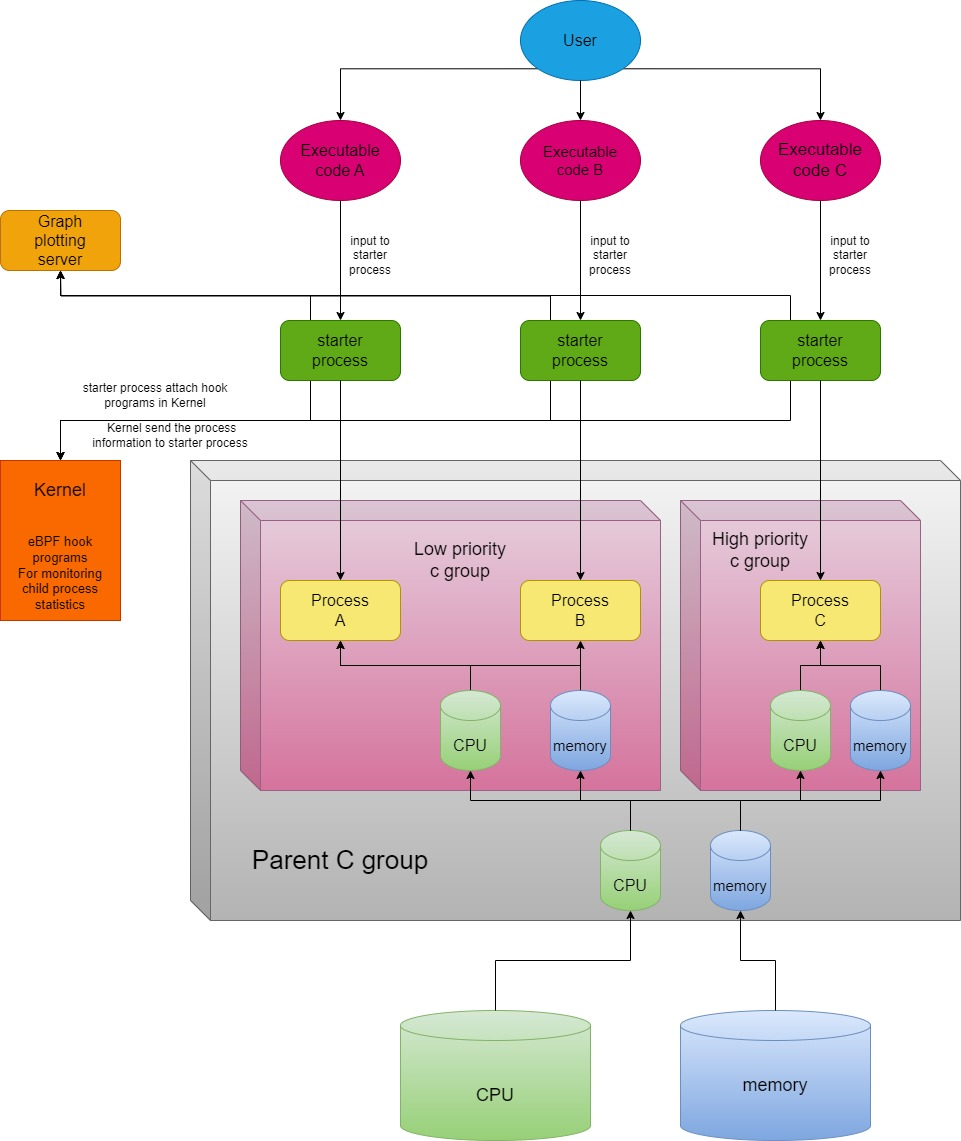 User
Executable
code A
Executable
code B
Executable
code C
Graph
plotting
server
input to
starter
process
input to
starter
process
input to
starter
process
starter
process
starter
process
starter
process
starter process attach hook
programs in Kernel
Kernel send the process
information to starter process
Kernel
eBPF hook
programs
For monitoring
child process
statistics
Low priority
c group
High priority
c group
Process
A
Process
B
Process
C
CPU
memory
CPU
memory
Parent C group
CPU
memory
CPU
memory